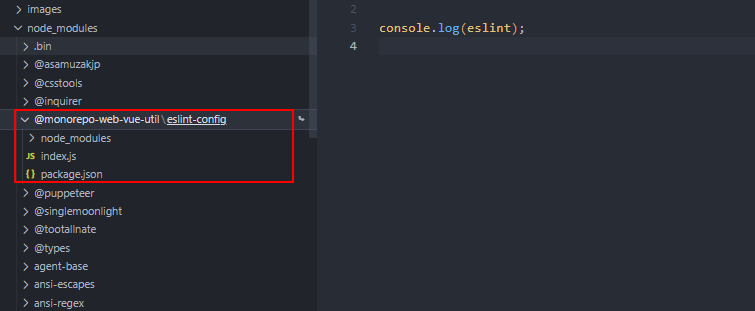 images
node_modules
.bin
@asamuzakjp
@csstools
@inquirer
@monorepo-web-vue-util\eslint-config
node_modules
JS index.js
{} package.json
@puppeteer
@singlemoonlight
@tootallnate
@types
agent-base
ansi-escapes
ansi-regex
2
3 console.log(eslint);
4